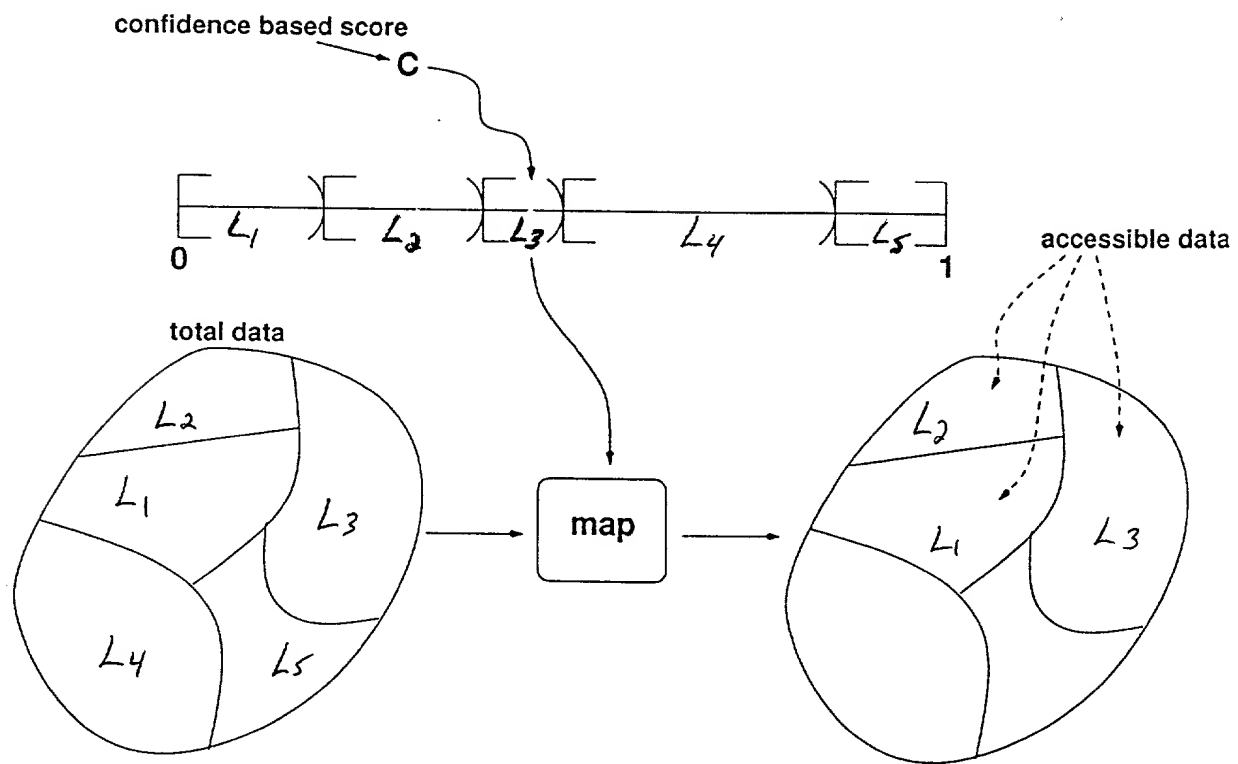 confidence based score
C
L1 L2 L3 L4 L5
0 1
accessible data
total data
L2
L1
L3
L4
L5
map
L2
L1
L3